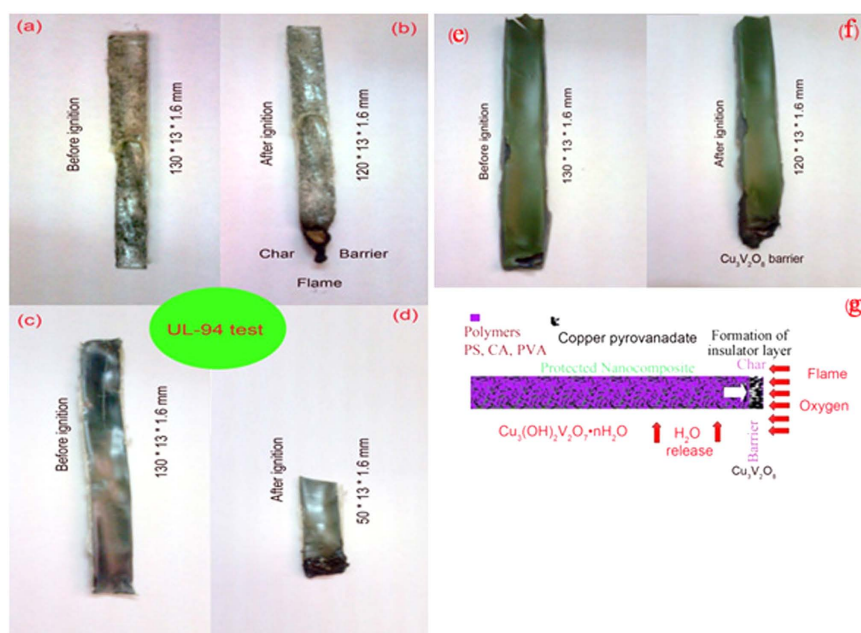 (a)
Before ignition
130 * 13 * 1.6 mm
(b)
After ignition
120 * 13 * 1.6 mm
Char Barrier
Flame
UL-94 test
(c)
Before ignition
130 * 13 * 1.6 mm
(d)
After ignition
50 * 13 * 1.6 mm
(e)
Before ignition
130 * 13 * 1.6 mm
(f)
After ignition
120 * 13 * 1.6 mm
Cu₃V₂O₈ barrier
(g)
Polymers
PS, CA, PVA
Copper pyrovanadate
Formation of
insulator layer
Protected Nanocomposite
Char
Flame
Oxygen
Cu₃(OH)₂V₂O₇•nH₂O
H₂O
release
Barrier
Cu₃V₂O₈